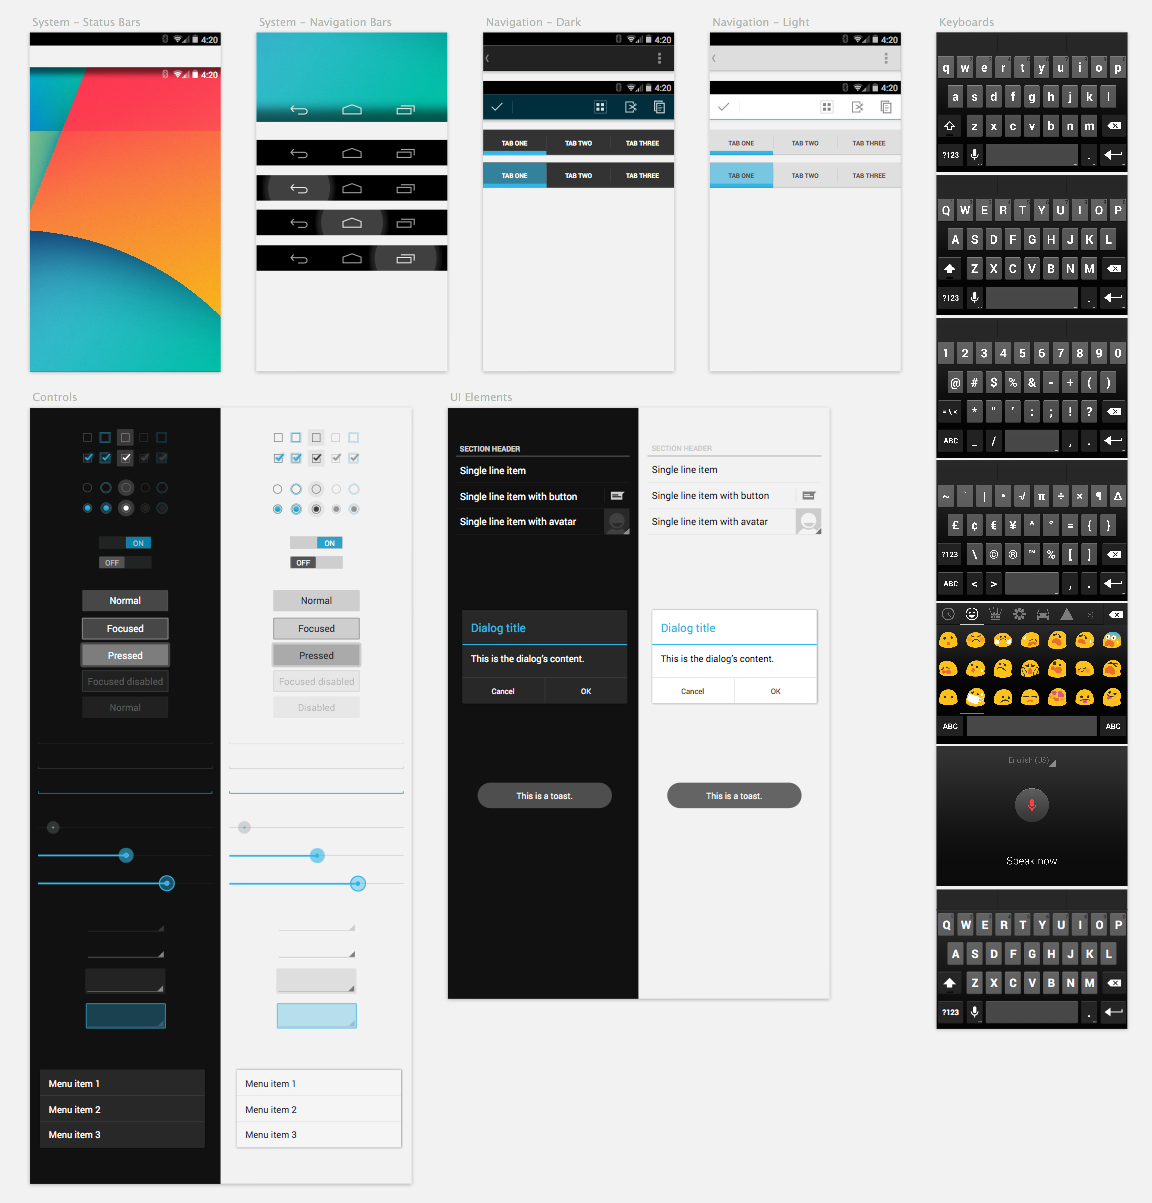 System – Status Bars
4:20
4:20
System – Navigation Bars
Navigation – Dark
4:20
4:20
TAB ONE TAB TWO TAB THREE
TAB ONE TAB TWO TAB THREE
Navigation – Light
4:20
4:20
TAB ONE TAB TWO TAB THREE
TAB ONE TAB TWO TAB THREE
Keyboards
q w e r t y u i o p
a s d f g h j k l
z x c v b n m
?123 .
Q W E R T Y U I O P
A S D F G H J K L
Z X C V B N M
?123 .
1 2 3 4 5 6 7 8 9 0
@ # $ % & - + ( )
= \ < * " ' : ; ! ?
ABC _ / , .
~ ` | • √ π ÷ × ¶ Δ
£ ¢ € ¥ ^ ° = { }
?123 \ © ® ™ % [ ]
ABC < > , .
ABC ABC
English (US)
Speak now
Q W E R T Y U I O P
A S D F G H J K L
Z X C V B N M
?123 .
Controls
ON
OFF
Normal
Focused
Pressed
Focused disabled
Normal
Menu item 1
Menu item 2
Menu item 3
ON
OFF
Normal
Focused
Pressed
Focused disabled
Disabled
Menu item 1
Menu item 2
Menu item 3
UI Elements
SECTION HEADER
Single line item
Single line item with button
Single line item with avatar
Dialog title
This is the dialog's content.
Cancel OK
This is a toast.
SECTION HEADER
Single line item
Single line item with button
Single line item with avatar
Dialog title
This is the dialog's content.
Cancel OK
This is a toast.